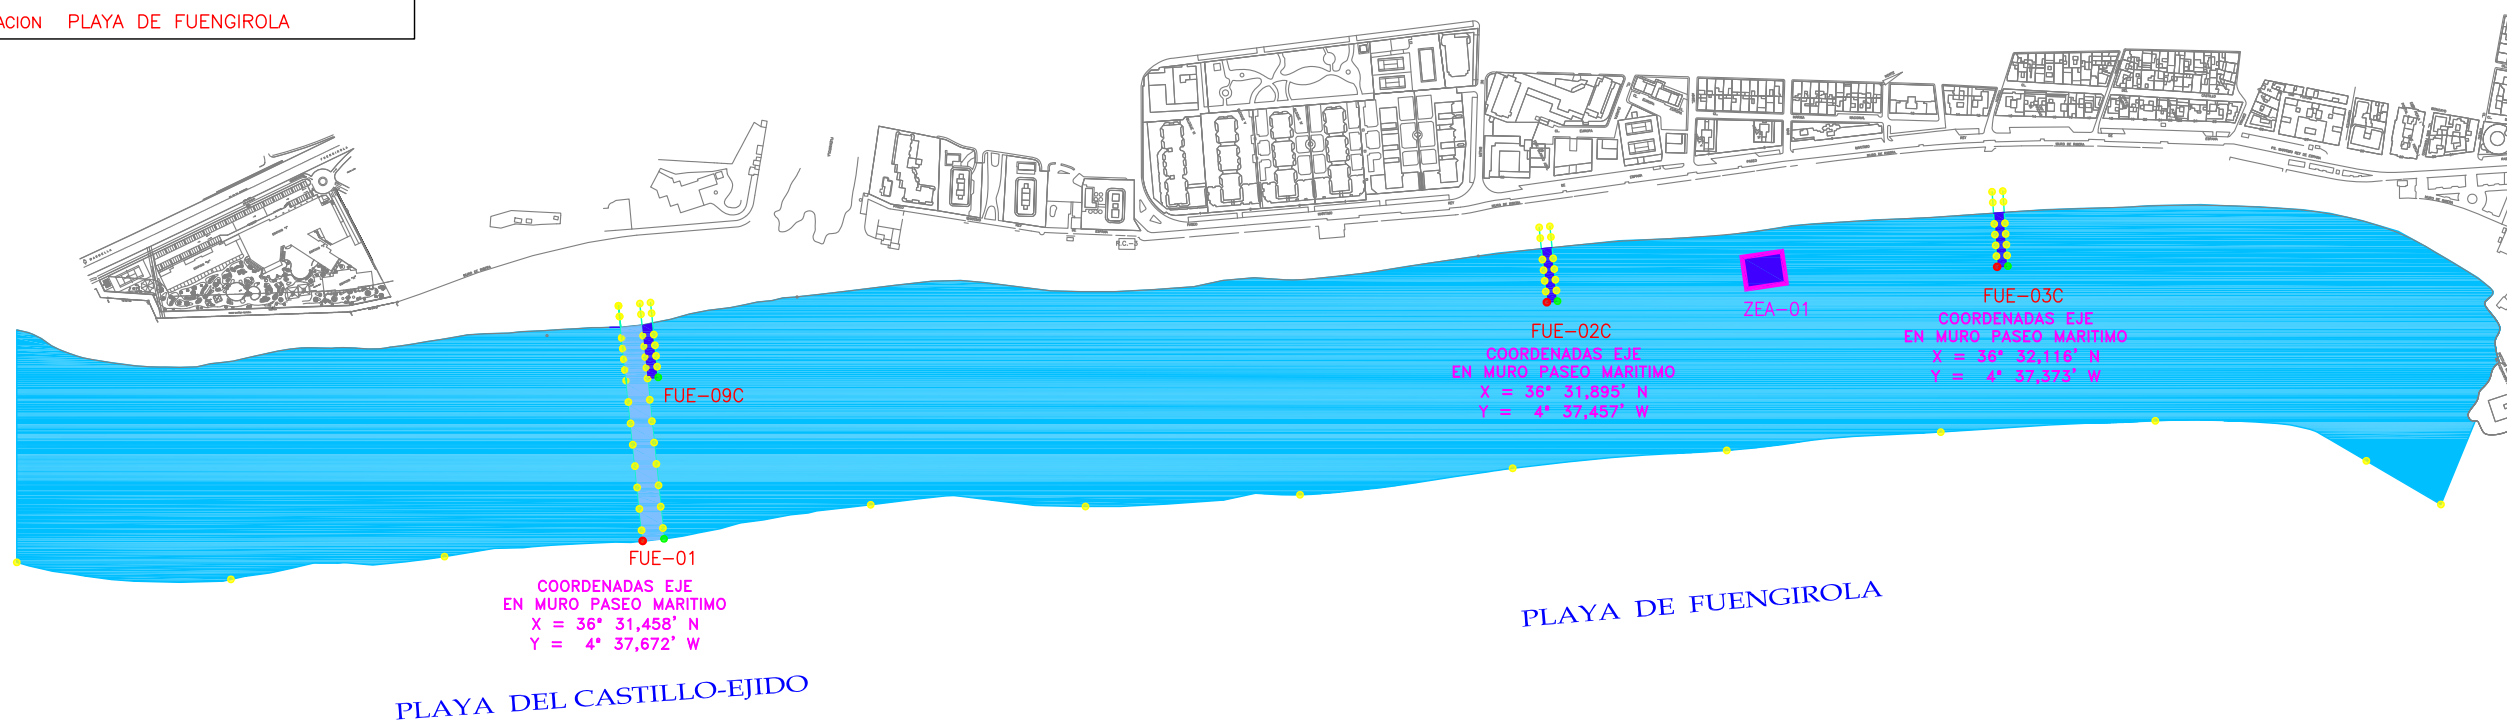 ACION PLAYA DE FUENGIROLA
R.C.-3
ZEA-01
FUE-03C
COORDENADAS EJE
EN MURO PASEO MARITIMO
X = 36° 32,116' N
Y = 4° 37,373' W
FUE-02C
COORDENADAS EJE
EN MURO PASEO MARITIMO
X = 36° 31,895' N
Y = 4° 37,457' W
FUE-09C
FUE-01
COORDENADAS EJE
EN MURO PASEO MARITIMO
X = 36° 31,458' N
Y = 4° 37,672' W
PLAYA DE FUENGIROLA
PLAYA DEL CASTILLO-EJIDO